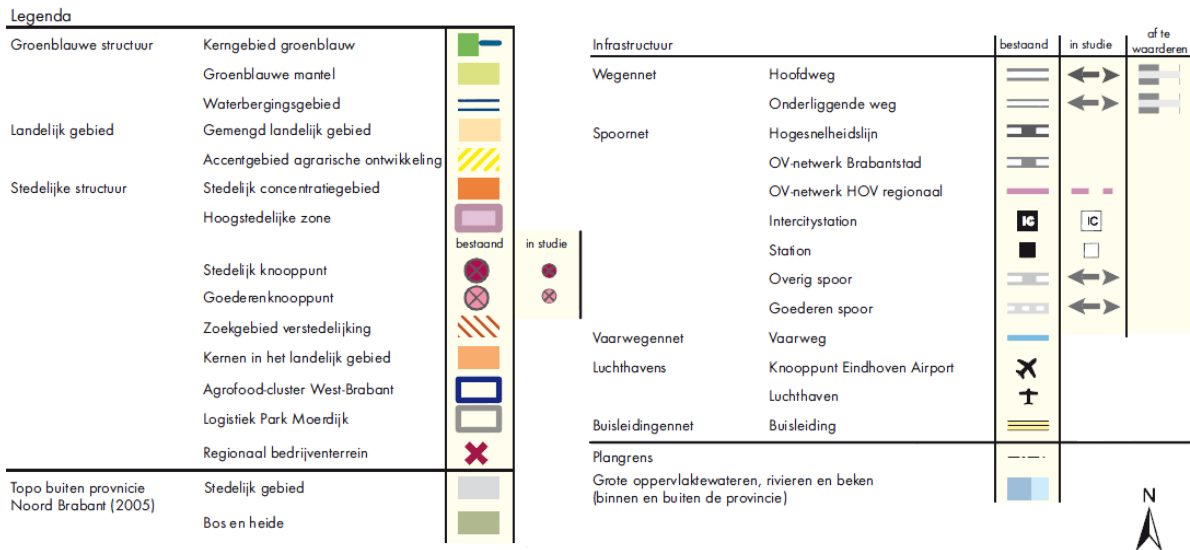 Legenda
Groenblauwe structuur Kerngebied groenblauw
Groenblauwe mantel
Waterbergingsgebied
Landelijk gebied Gemengd landelijk gebied
Accentgebied agrarische ontwikkeling
Stedelijke structuur Stedelijk concentratiegebied
Hoogstedelijke zone
bestaand in studie
Stedelijk knooppunt
Goederenknooppunt
Zoekgebied verstedelijking
Kernen in het landelijk gebied
Agrofood-cluster West-Brabant
Logistiek Park Moerdijk
Regionaal bedrijventerrein
Topo buiten provnicie Stedelijk gebied
Noord Brabant (2005)
Bos en heide
af te
Infrastructuur bestaand in studie waarderen
Wegennet Hoofdweg
Onderliggende weg
Spoornet Hogesnelheidslijn
OV-netwerk Brabantstad
OV-netwerk HOV regionaal
Intercitystation IC IC
Station
Overig spoor
Goederen spoor
Vaarwegennet Vaarweg
Luchthavens Knooppunt Eindhoven Airport
Luchthaven
Buisleidingennet Buisleiding
Plangrens
Grote oppervlaktewateren, rivieren en beken
(binnen en buiten de provincie)
N